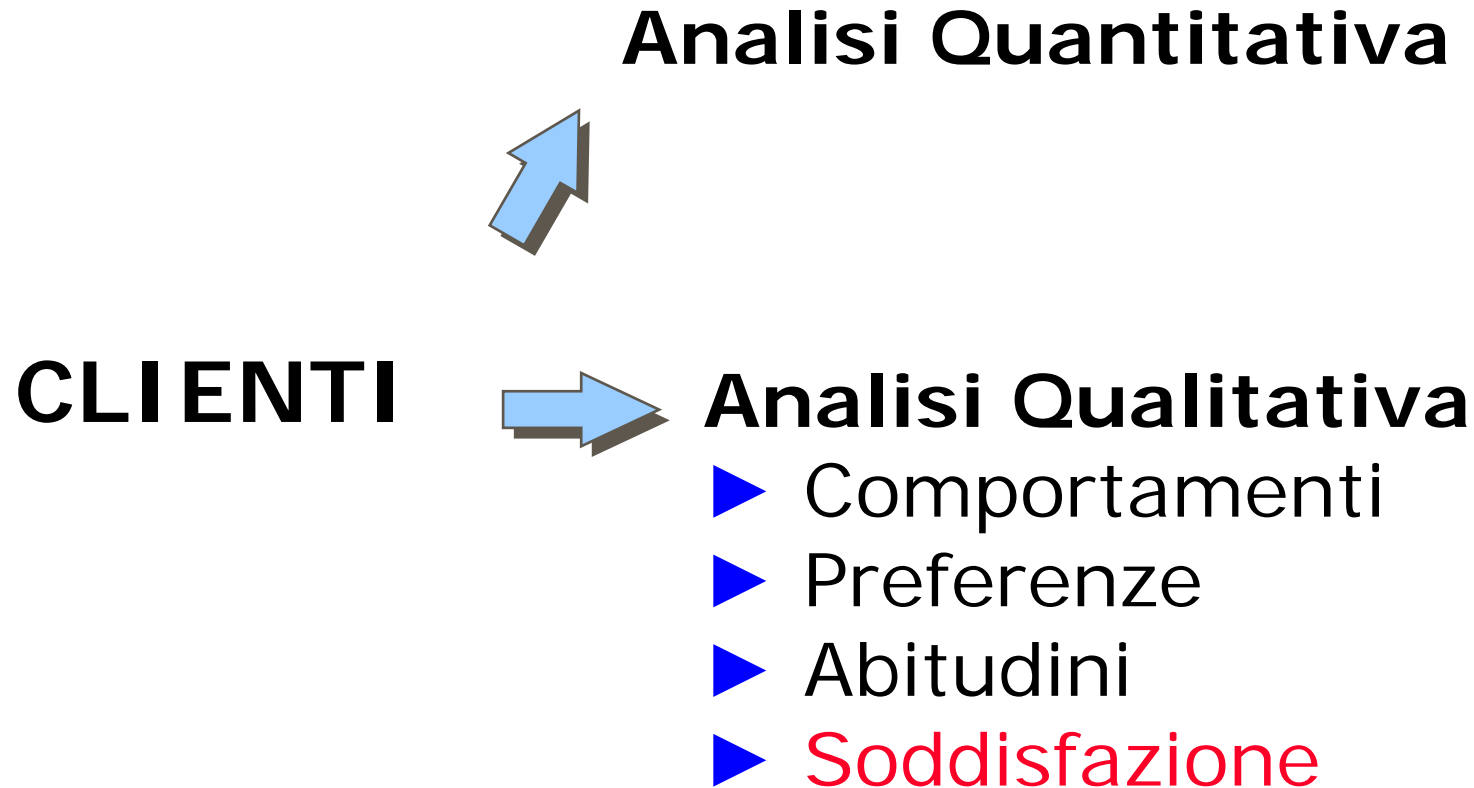 Analisi Quantitativa
CLIENTI
Analisi Qualitativa
► Comportamenti
► Preferenze
► Abitudini
► Soddisfazione